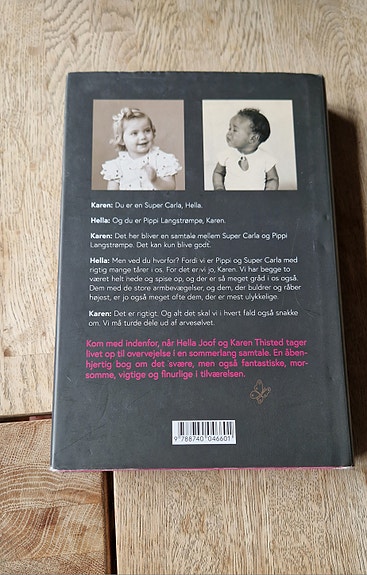 Karen: Du er en Super Carla, Hella.
Hella: Og du er Pippi Langstrømpe, Karen.
Karen: Det her bliver en samtale mellem Super Carla og Pippi
Langstrømpe. Det kan kun blive godt.
Hella: Men ved du hvorfor? Fordi vi er Pippi og Super Carla med
rigtig mange tårer i os. For det er vi jo, Karen. Vi har begge to
været helt nede og spise op, og der er så meget gråd i os også.
Dem med de store armbevægelser, og dem, der buldrer og råber
højest, er jo også meget ofte dem, der er mest ulykkelige.
Karen: Det er rigtigt. Og alt det skal vi i hvert fald også snakke
om. Vi må turde dele ud af arvesølvet.
Kom med indenfor, når Hella Joof og Karen Thisted tager
livet op til overvejelse i en sommerlang samtale. En åben-
hjertig bog om det svære, men også fantastiske, mor-
somme, vigtige og finurlige i tilværelsen.
9 788740 046601